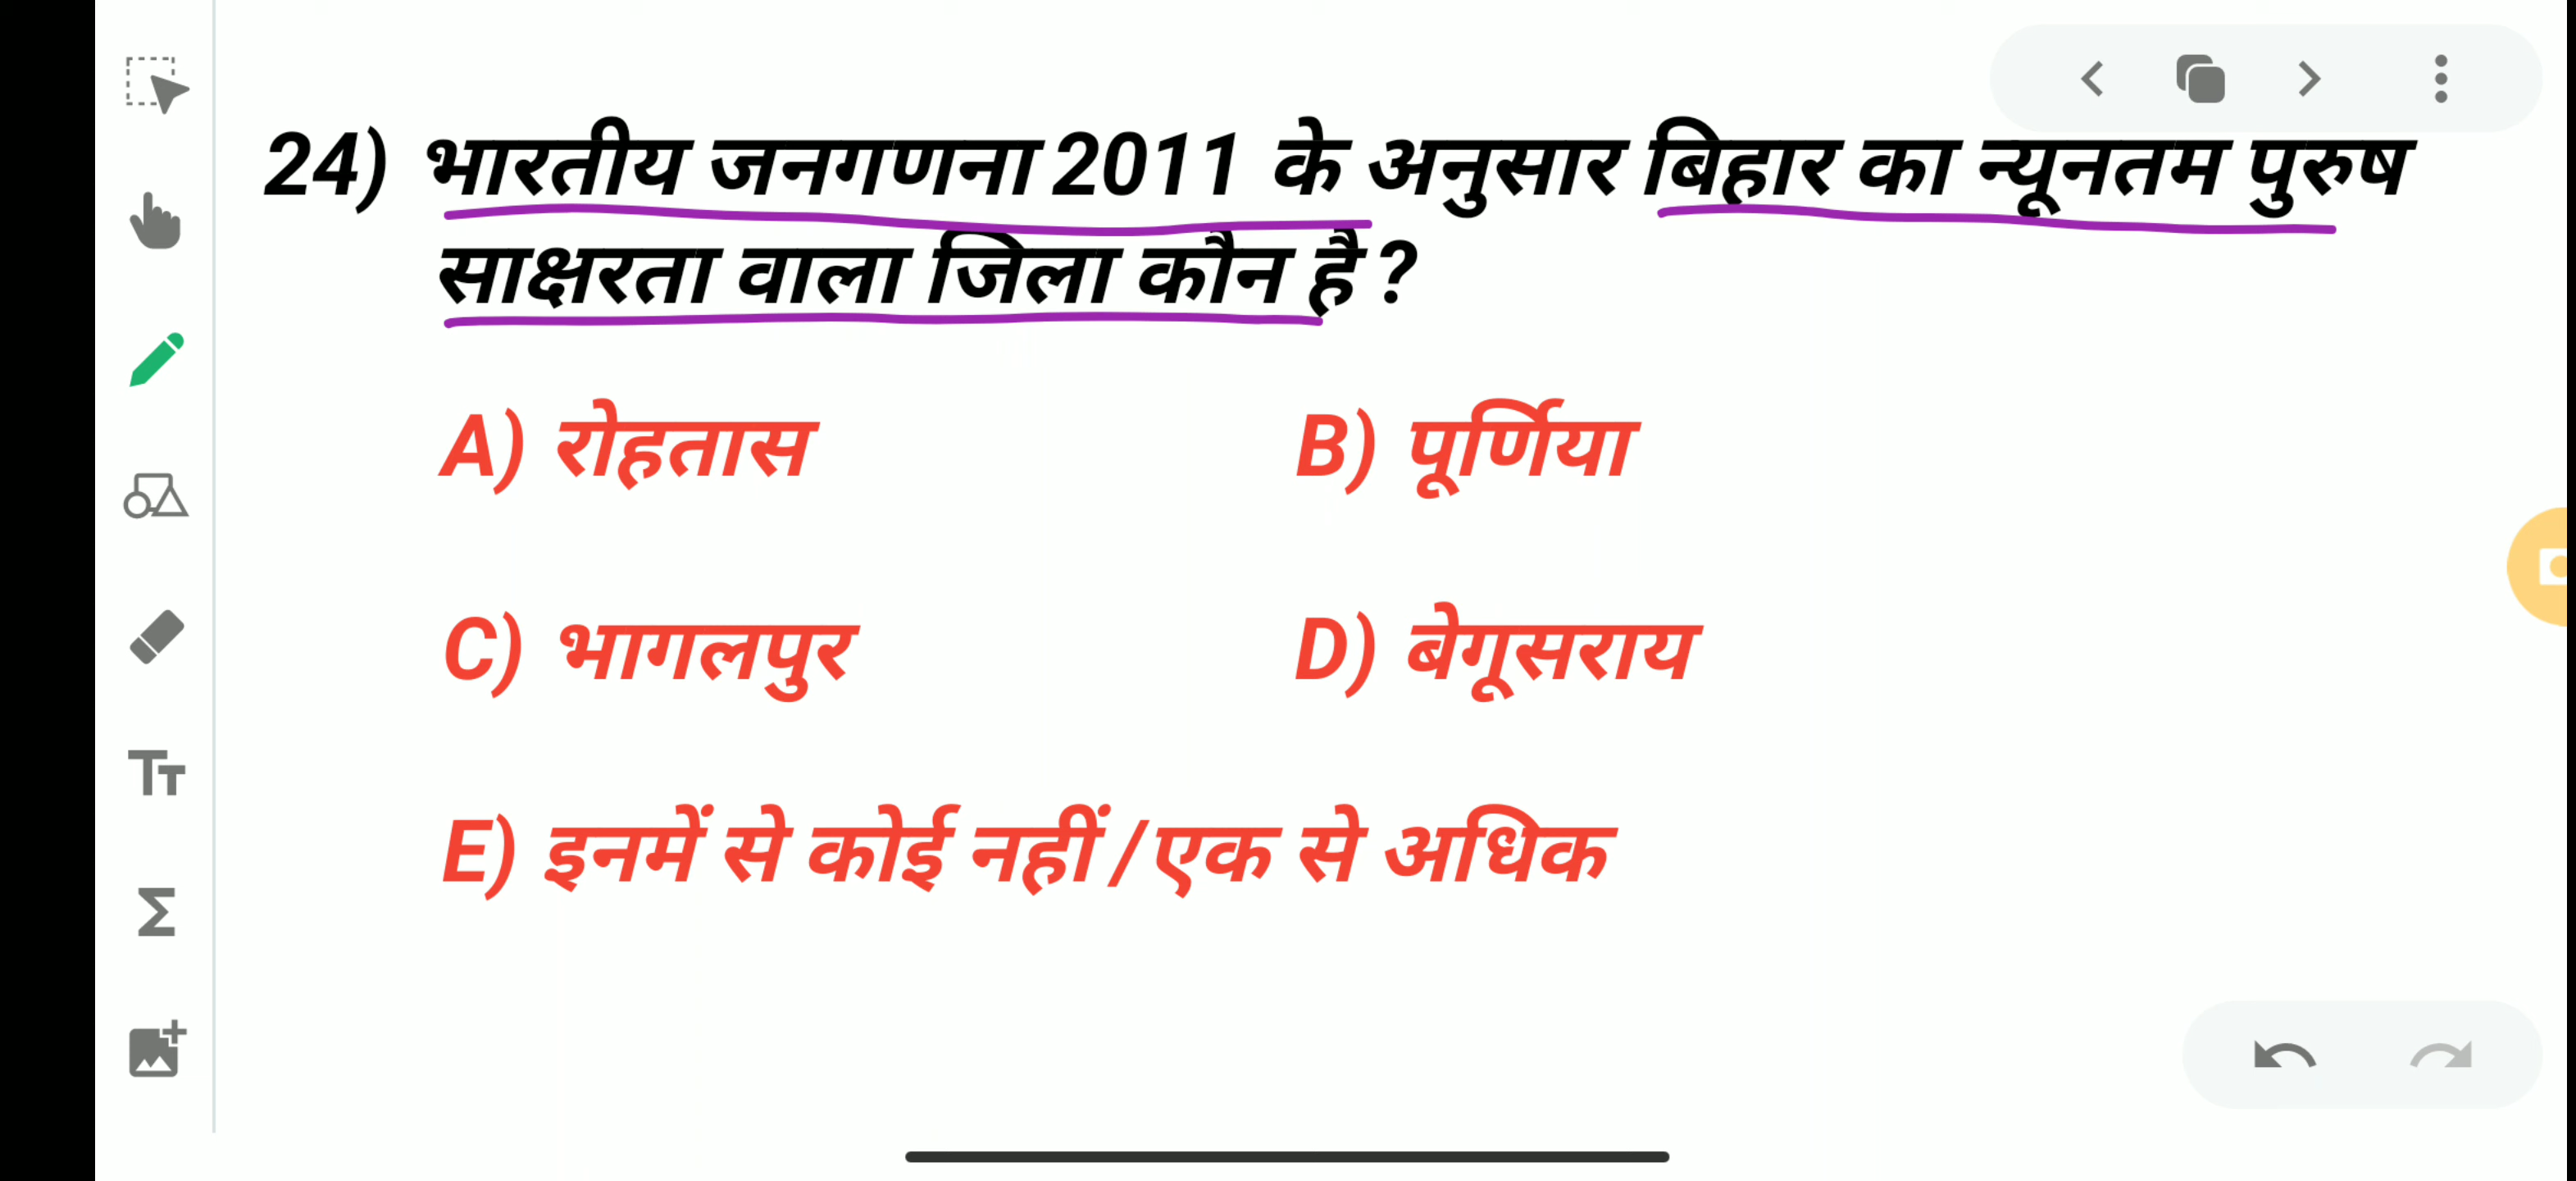 24) भारतीय जनगणना 2011 के अनुसार बिहार का न्यूनतम पुरुष
साक्षरता वाला जिला कौन है ?
A) रोहतास B) पूर्णिया
C) भागलपुर D) बेगूसराय
E) इनमें से कोई नहीं/एक से अधिक